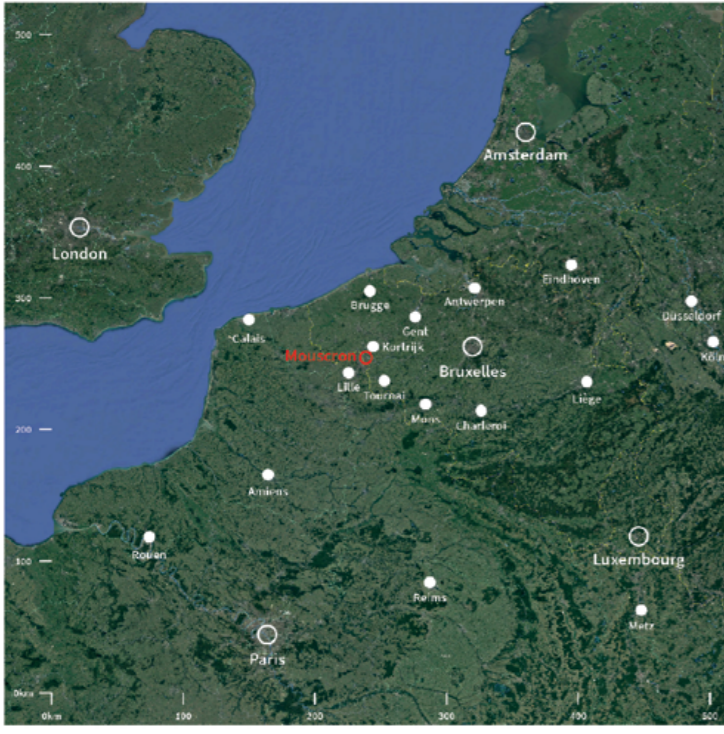 500
400
Amsterdam
London
Eindhoven
300
Brugge
Antwerpen
Düsseldorf
Gent
Calais
Kortrijk
Köln
Mouscron
Bruxelles
Lille
Tournai
Liège
Mons
Charleroi
200
Amiens
Rouen
Luxembourg
100
Reims
Metz
Paris
0km
0km 100 200 300 400 500